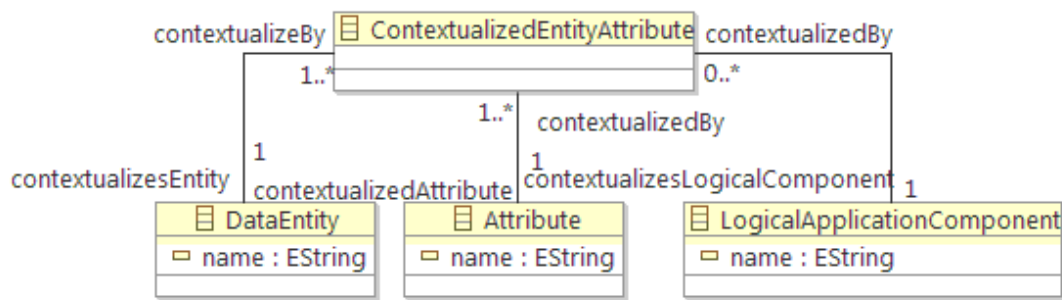 contextualizeBy
ContextualizedEntityAttribute
contextualizedBy
1..*
0..*
1..*
contextualizedBy
1
1
contextualizesEntity
contextualizedAttribute
contextualizesLogicalComponent
1
DataEntity
Attribute
LogicalApplicationComponent
name : EString
name : EString
name : EString